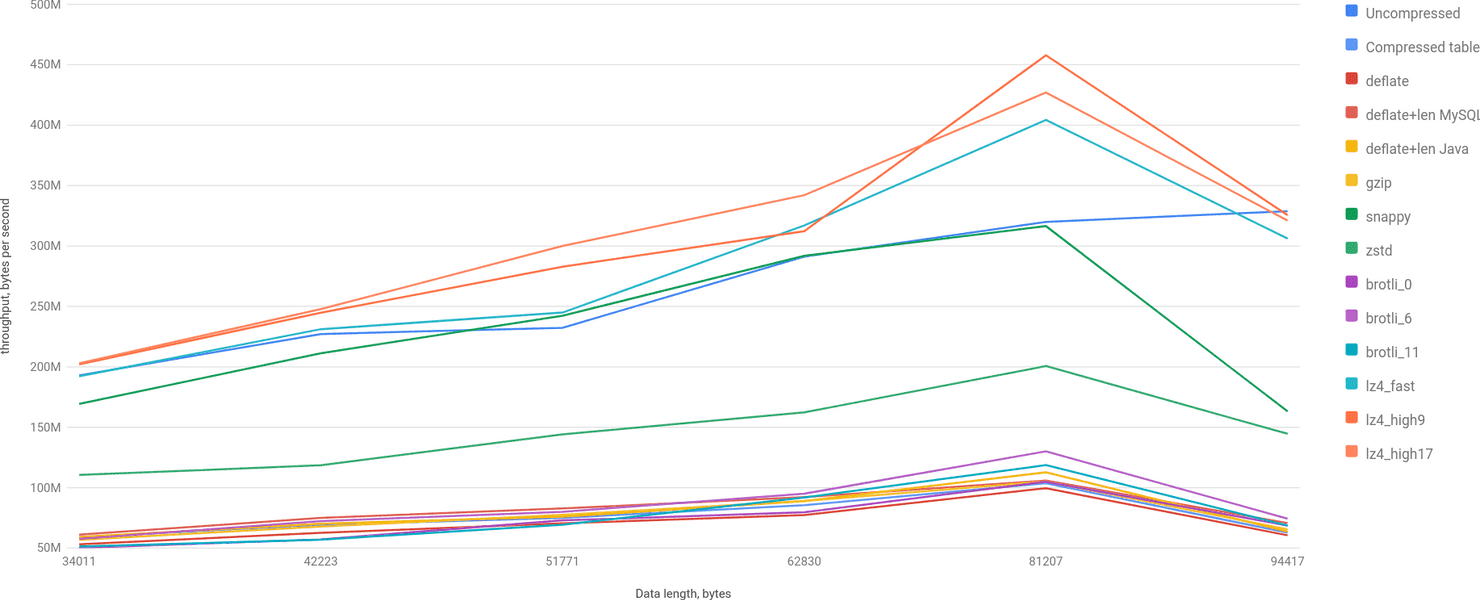 500M
450M
400M
350M
300M
250M
200M
150M
100M
50M
throughput, bytes per second
34011 42223 51771 62830 81207 94417
Data length, bytes
Uncompressed
Compressed table
deflate
deflate+len MySQL
deflate+len Java
gzip
snappy
zstd
brotli_0
brotli_6
brotli_11
lz4_fast
lz4_high9
lz4_high17